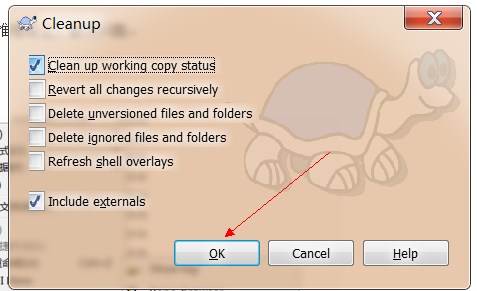 Cleanup
Clean up working copy status
Revert all changes recursively
Delete unversioned files and folders
Delete ignored files and folders
Refresh shell overlays
Include externals
OK
Cancel
Help